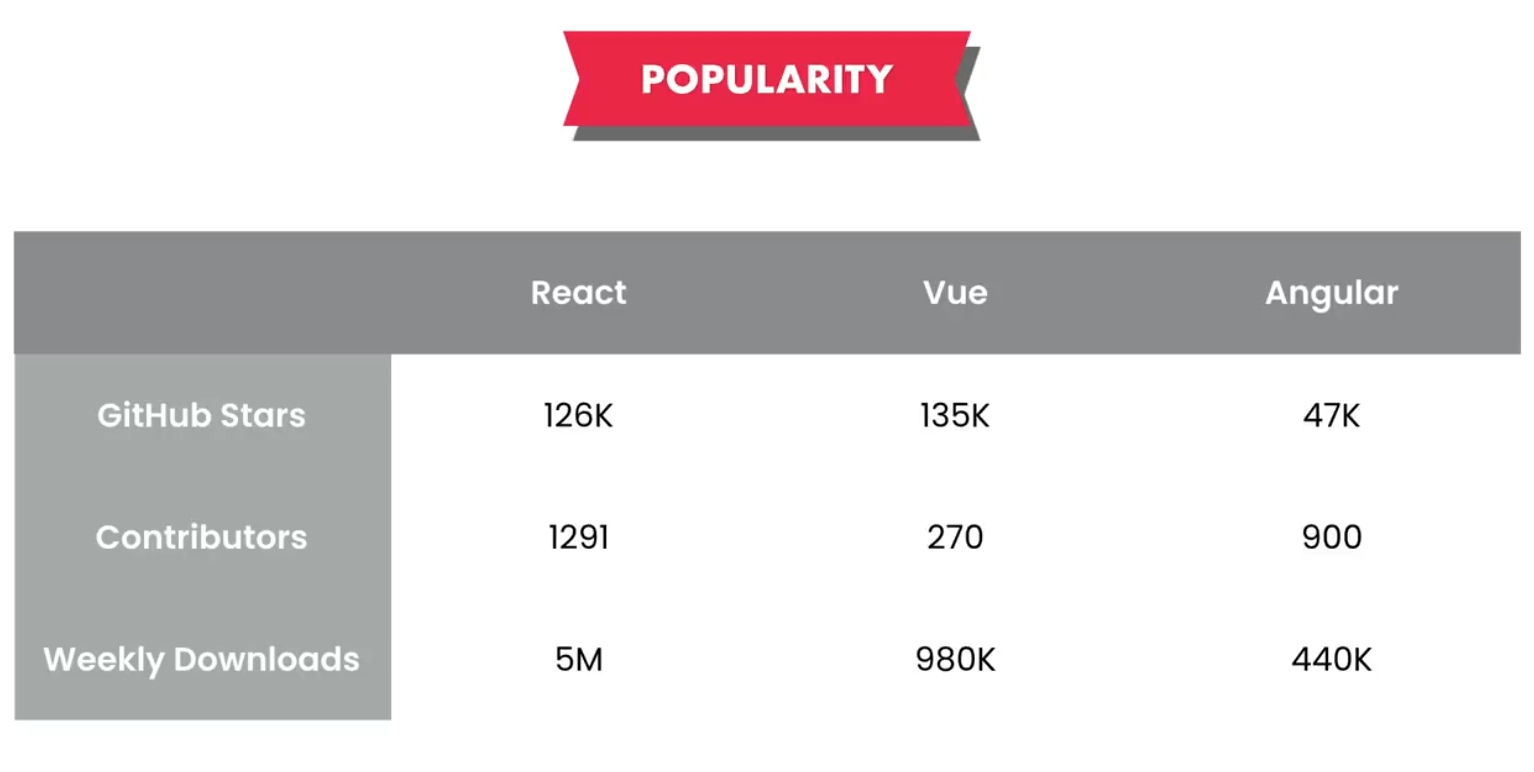 POPULARITY
React Vue Angular
GitHub Stars 126K 135K 47K
Contributors 1291 270 900
Weekly Downloads 5M 980K 440K